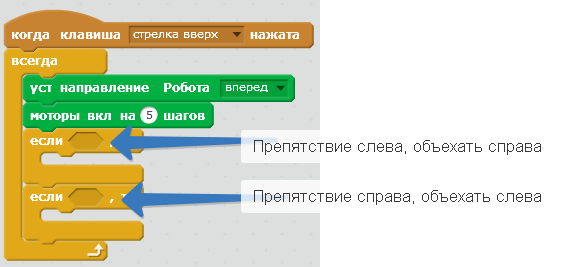 когда клавиша стрелка вверх нажата
всегда
уст направление Робота вперед
моторы вкл на 5 шагов
если ,
Препятствие слева, объехать справа
если ,
Препятствие справа, объехать слева